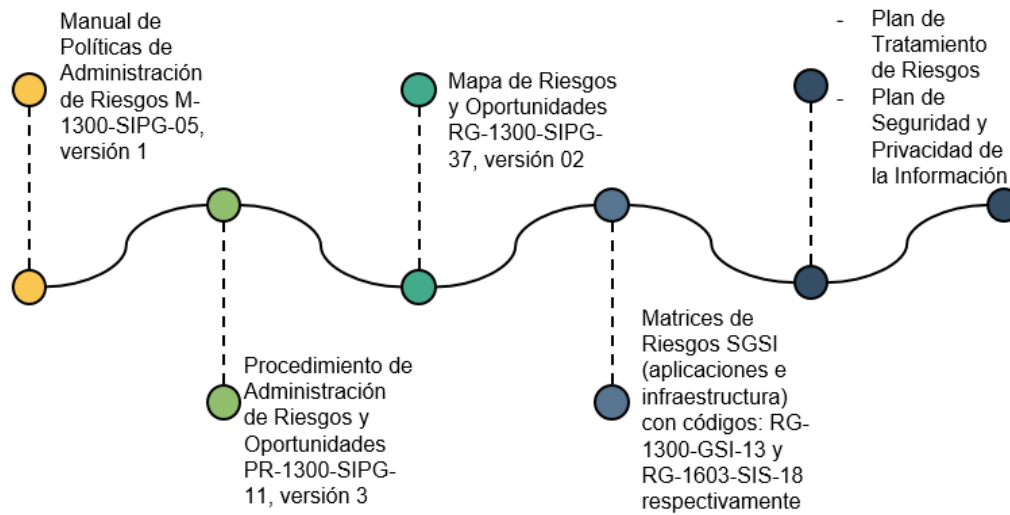 Manual de
Políticas de
Administración
de Riesgos M-
1300-SIPG-05,
versión 1
Procedimiento de
Administración
de Riesgos y
Oportunidades
PR-1300-SIPG-
11, versión 3
Mapa de Riesgos
y Oportunidades
RG-1300-SIPG-
37, versión 02
Matrices de
Riesgos SGSI
(aplicaciones e
infraestructura)
con códigos: RG-
1300-GSI-13 y
RG-1603-SIS-18
respectivamente
- Plan de
Tratamiento
de Riesgos
- Plan de
Seguridad y
Privacidad de
la Información